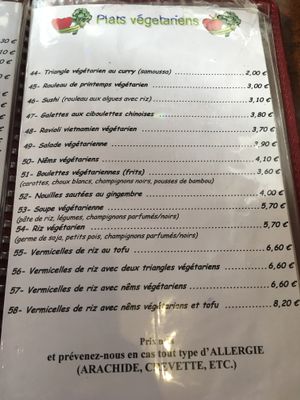 Plats végétariens
44- Triangle végétarien au curry (samoussa) 2,00 €
45- Rouleau de printemps végétarien 3,00 €
46- Sushi (rouleau aux algues avec riz) 3,10 €
47- Galettes aux ciboulettes chinoises 3,80 €
48- Ravioli vietnamien végétarien 3,70 €
49- Salade végétarienne 3,90 €
50- Nêms végétariens 4,10 €
51- Boulettes végétariennes (frits) 3,60 €
(carottes, choux blancs, champignons noirs, pousses de bambou)
52- Nouilles sautées au gingembre 4,00 €
53- Soupe végétarienne 5,70 €
(pâte de riz, légumes, champignons parfumés/noirs)
54- Riz végétarien 5,70 €
(germe de soja, petits pois, champignons parfumés/noirs)
55- Vermicelles de riz au tofu 6,60 €
56- Vermicelles de riz avec deux triangles végétariens 6,60 €
57- Vermicelles de riz avec nêms végétariens 6,60 €
58- Vermicelles de riz avec nêms végétariens et tofu 8,20 €
Prix
et prévenez-nous en cas tout type d'ALLERGIE
(ARACHIDE, CREVETTE, ETC.)